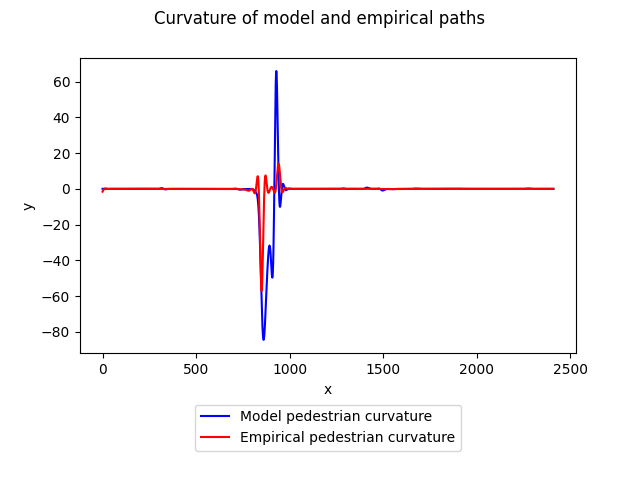 Curvature of model and empirical paths
60
40
20
0
−20
−40
−60
−80
y
0 500 1000 1500 2000 2500
x
Model pedestrian curvature
Empirical pedestrian curvature